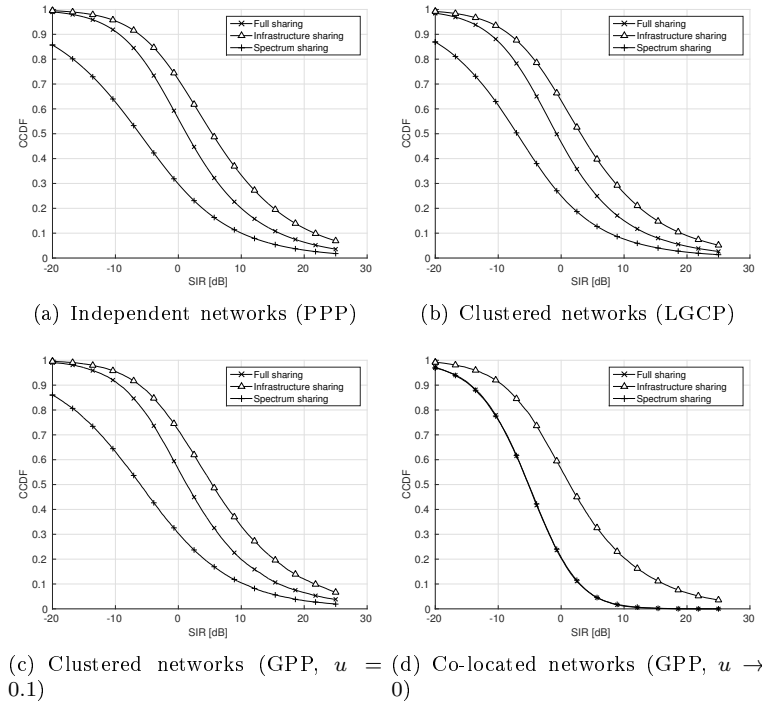 1
0.9
0.8
0.7
0.6
0.5
0.4
0.3
0.2
0.1
0
CCDF
-20 -10 0 10 20 30
SIR [dB]
Full sharing
Infrastructure sharing
Spectrum sharing
(a) Independent networks (PPP)
1
0.9
0.8
0.7
0.6
0.5
0.4
0.3
0.2
0.1
0
CCDF
-20 -10 0 10 20 30
SIR [dB]
Full sharing
Infrastructure sharing
Spectrum sharing
(b) Clustered networks (LGCP)
1
0.9
0.8
0.7
0.6
0.5
0.4
0.3
0.2
0.1
0
CCDF
-20 -10 0 10 20 30
SIR [dB]
Full sharing
Infrastructure sharing
Spectrum sharing
(c) Clustered networks (GPP, u =
0.1)
1
0.9
0.8
0.7
0.6
0.5
0.4
0.3
0.2
0.1
0
CCDF
-20 -10 0 10 20 30
SIR [dB]
Full sharing
Infrastructure sharing
Spectrum sharing
(d) Co-located networks (GPP, u →
0)